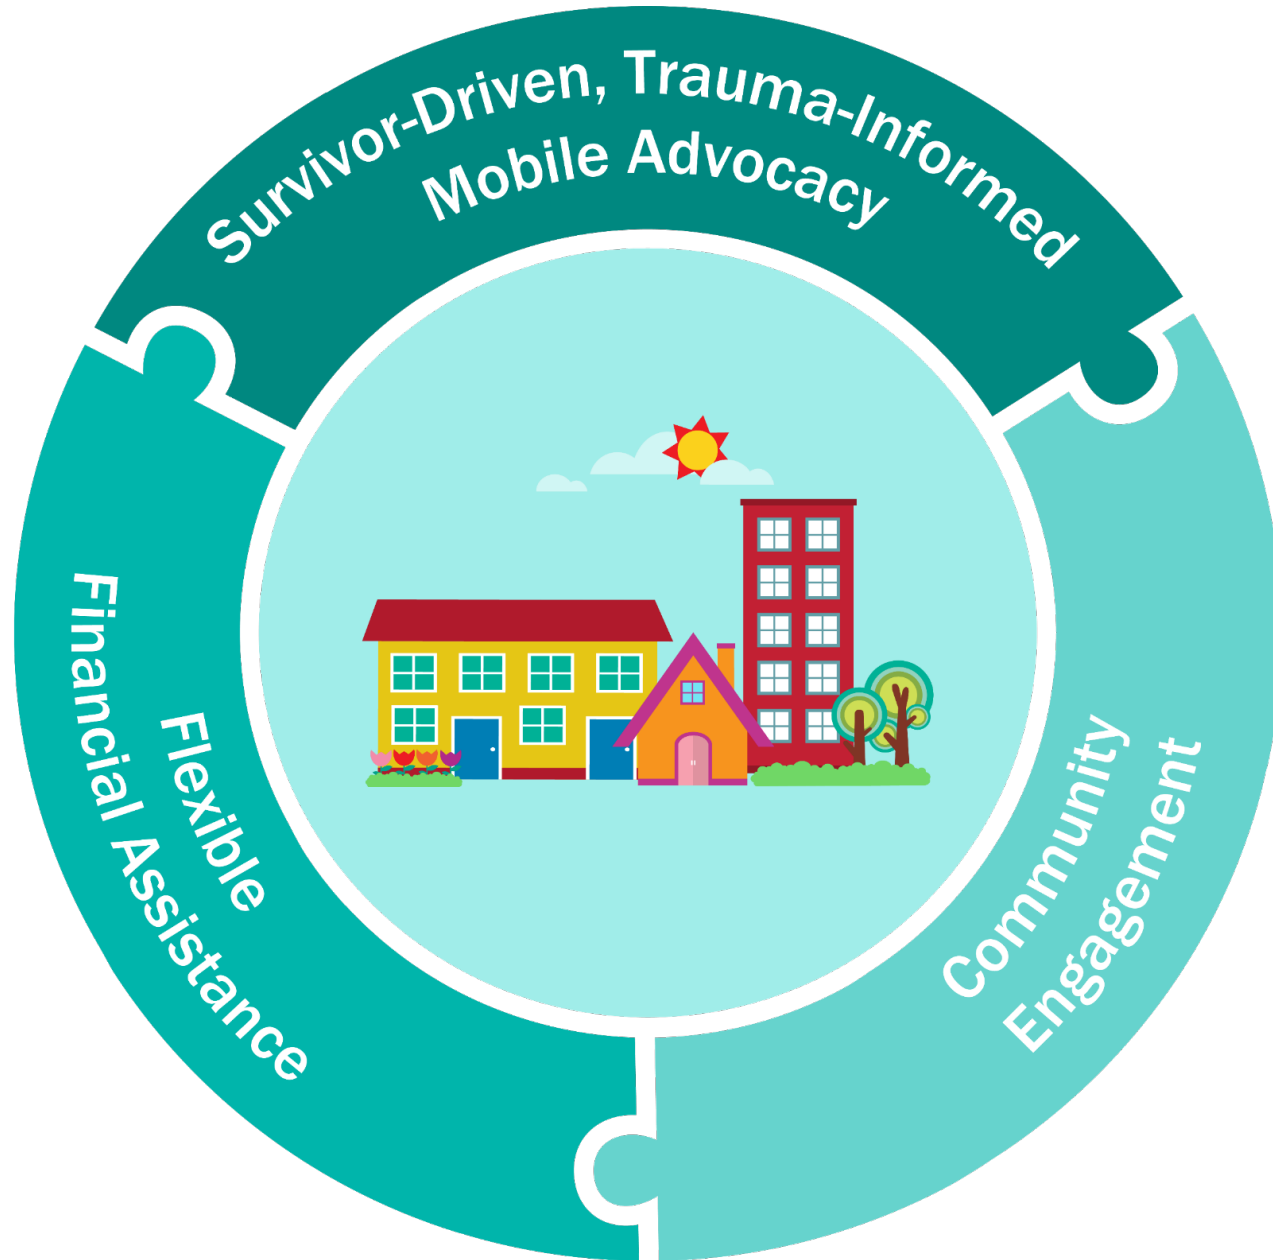 Survivor-Driven, Trauma-Informed
Mobile Advocacy
Flexible
Financial Assistance
Community
Engagement